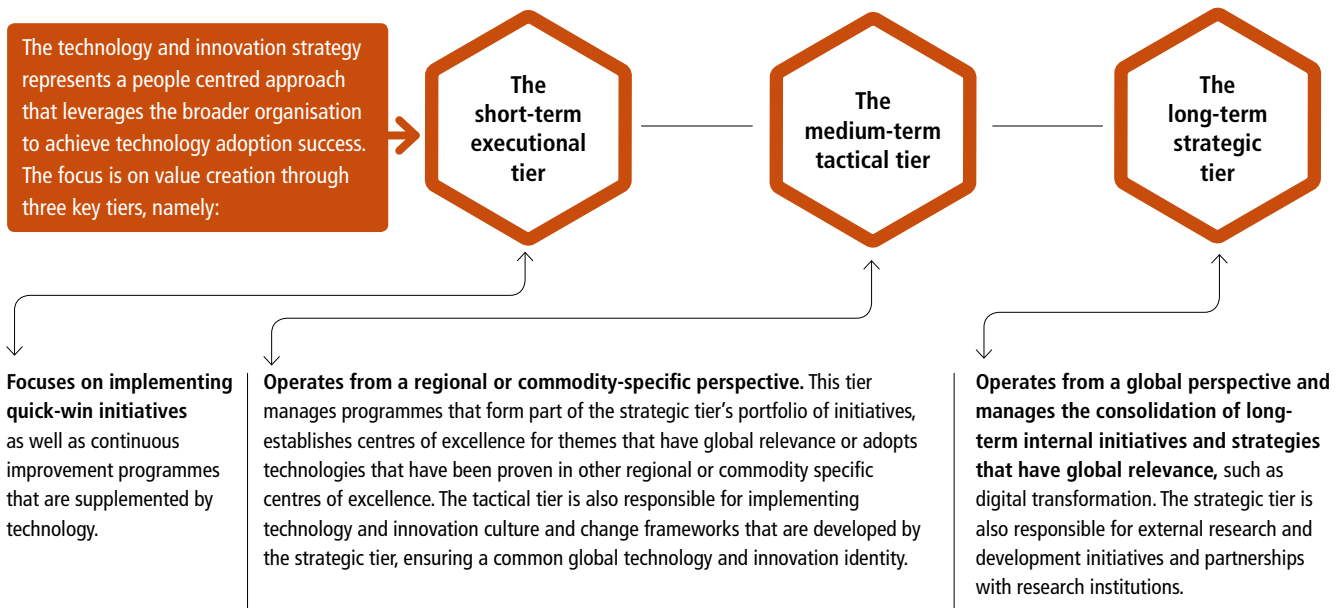 The technology and innovation strategy
represents a people centred approach
that leverages the broader organisation
to achieve technology adoption success.
The focus is on value creation through
three key tiers, namely:
The
short-term
executional
tier
The
medium-term
tactical tier
The
long-term
strategic
tier
Focuses on implementing
quick-win initiatives
as well as continuous
improvement programmes
that are supplemented by
technology.
Operates from a regional or commodity-specific perspective. This tier
manages programmes that form part of the strategic tier’s portfolio of initiatives,
establishes centres of excellence for themes that have global relevance or adopts
technologies that have been proven in other regional or commodity specific
centres of excellence. The tactical tier is also responsible for implementing
technology and innovation culture and change frameworks that are developed by
the strategic tier, ensuring a common global technology and innovation identity.
Operates from a global perspective and
manages the consolidation of long-
term internal initiatives and strategies
that have global relevance, such as
digital transformation. The strategic tier is
also responsible for external research and
development initiatives and partnerships
with research institutions.